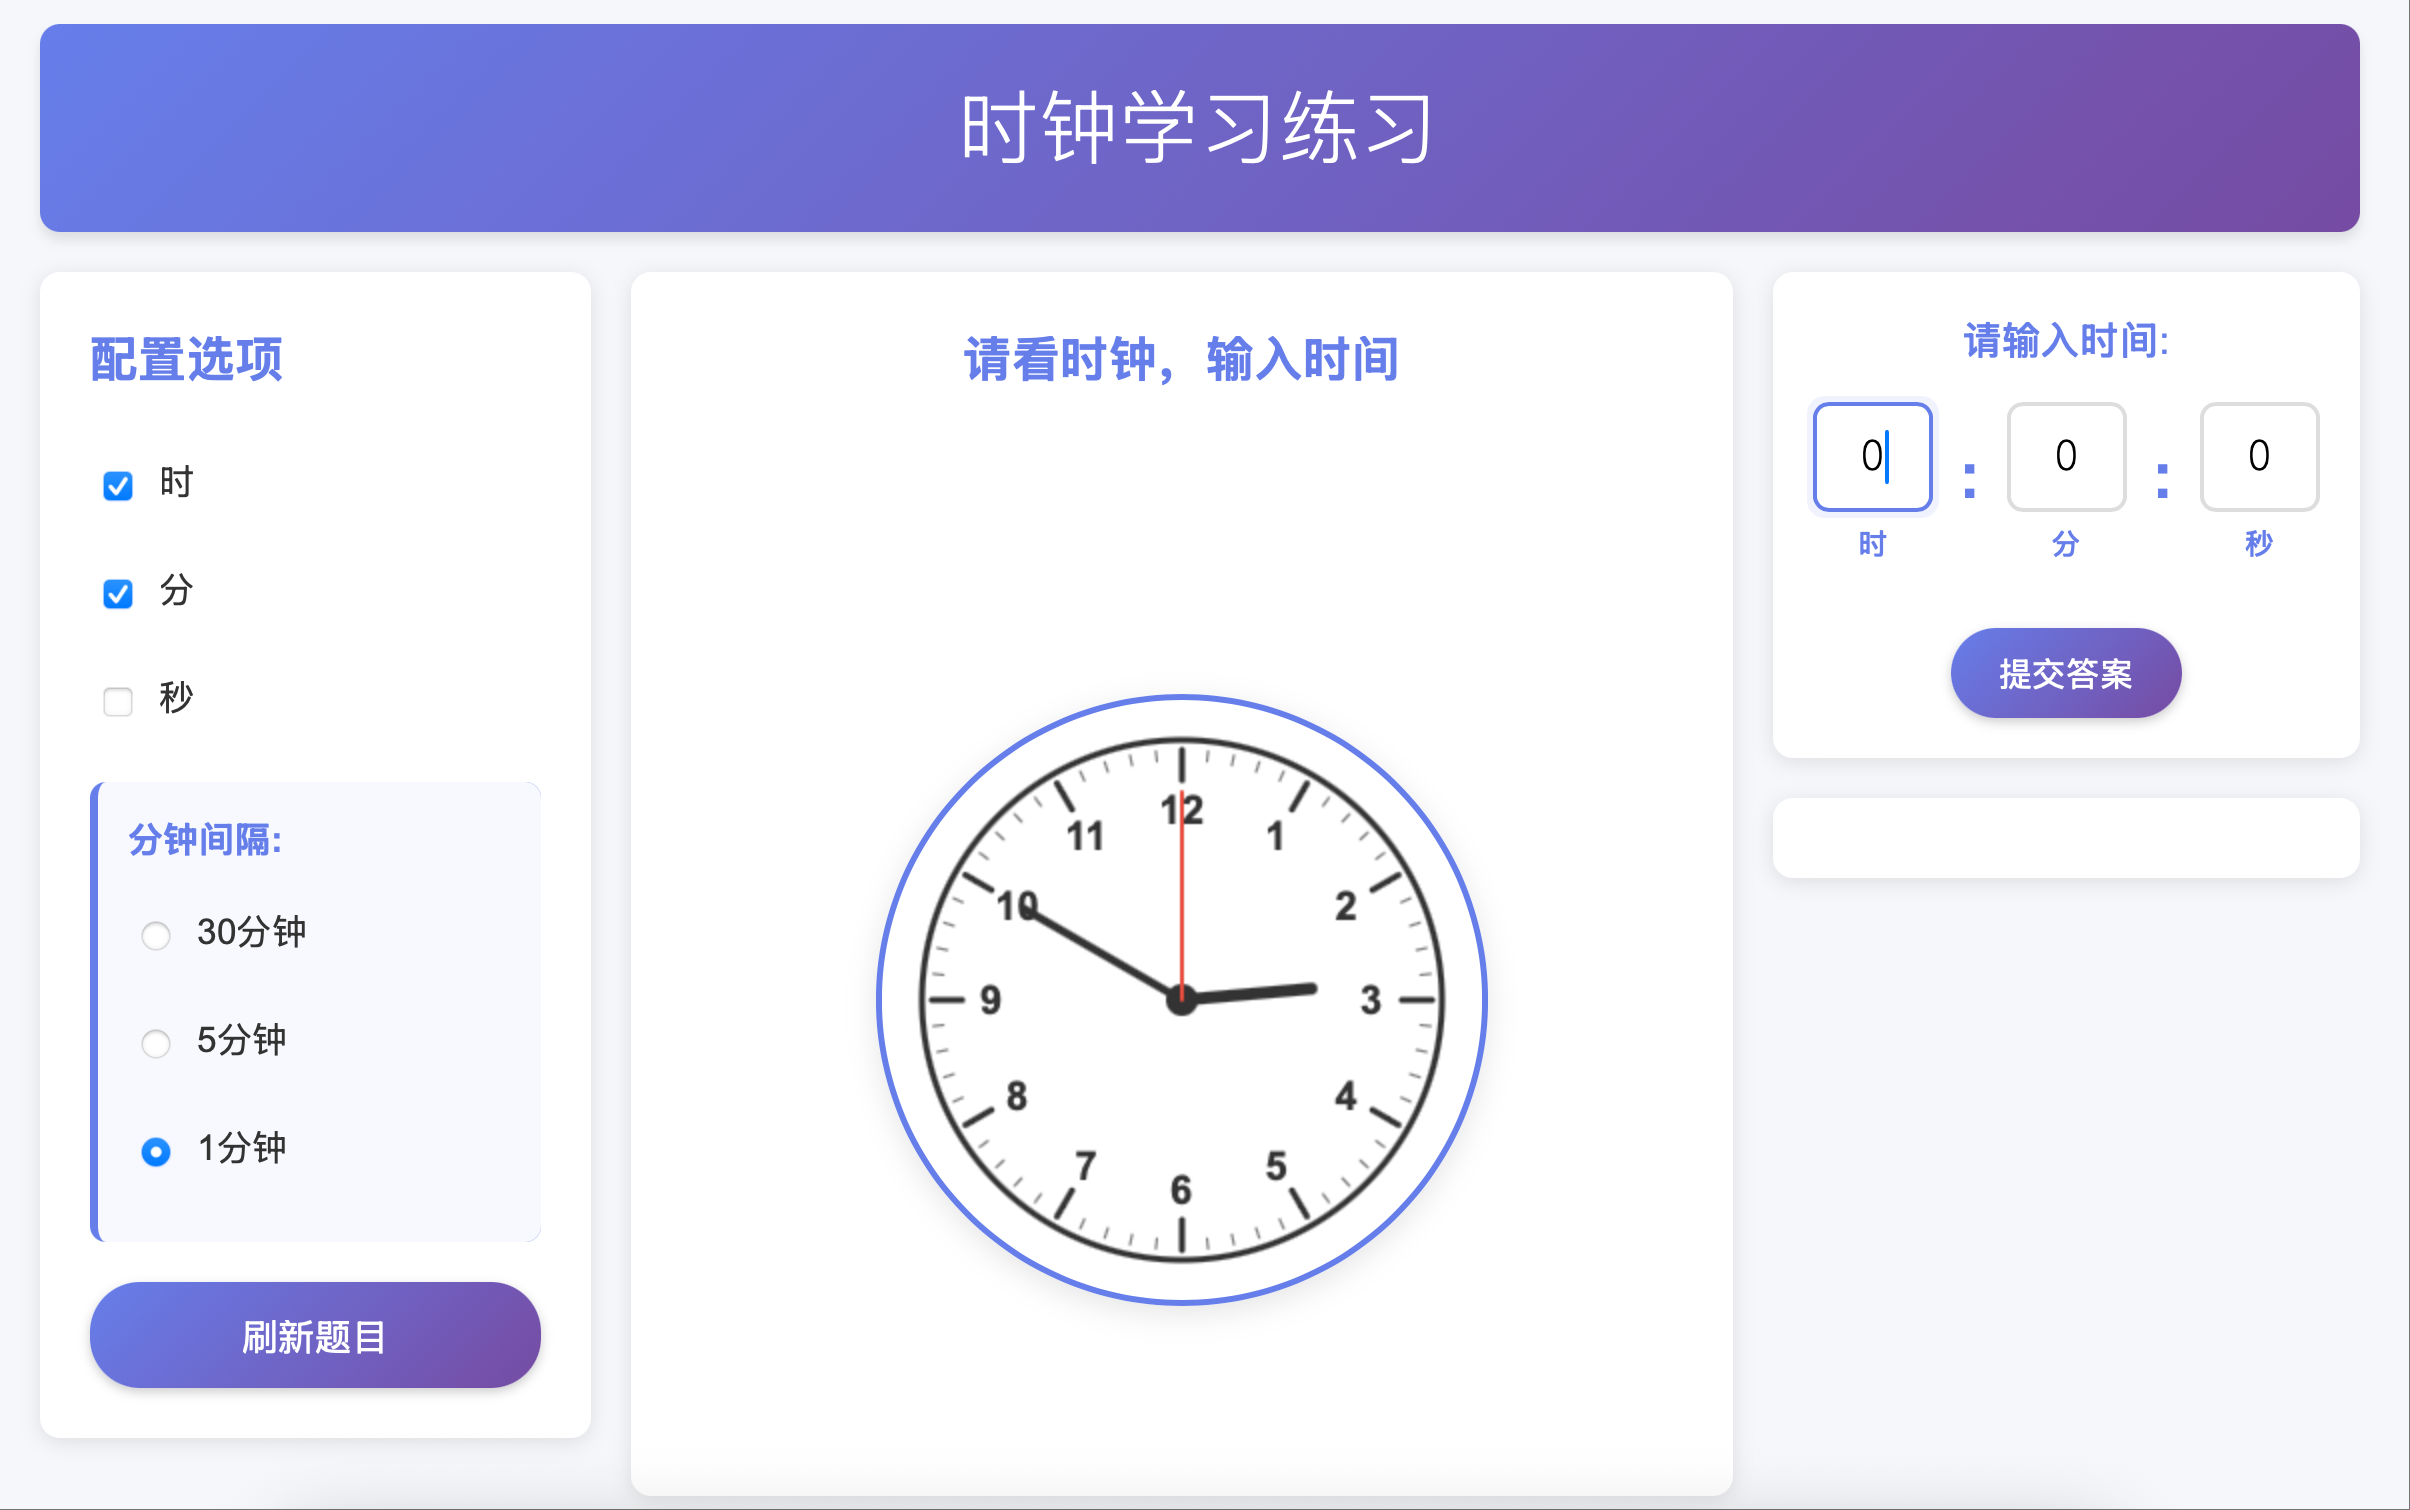 时钟学习练习
配置选项
时
分
秒
分钟间隔:
30分钟
5分钟
1分钟
刷新题目
请看时钟，输入时间
12
1
2
3
4
5
6
7
8
9
10
11
请输入时间:
0 : 0 : 0
时 分 秒
提交答案